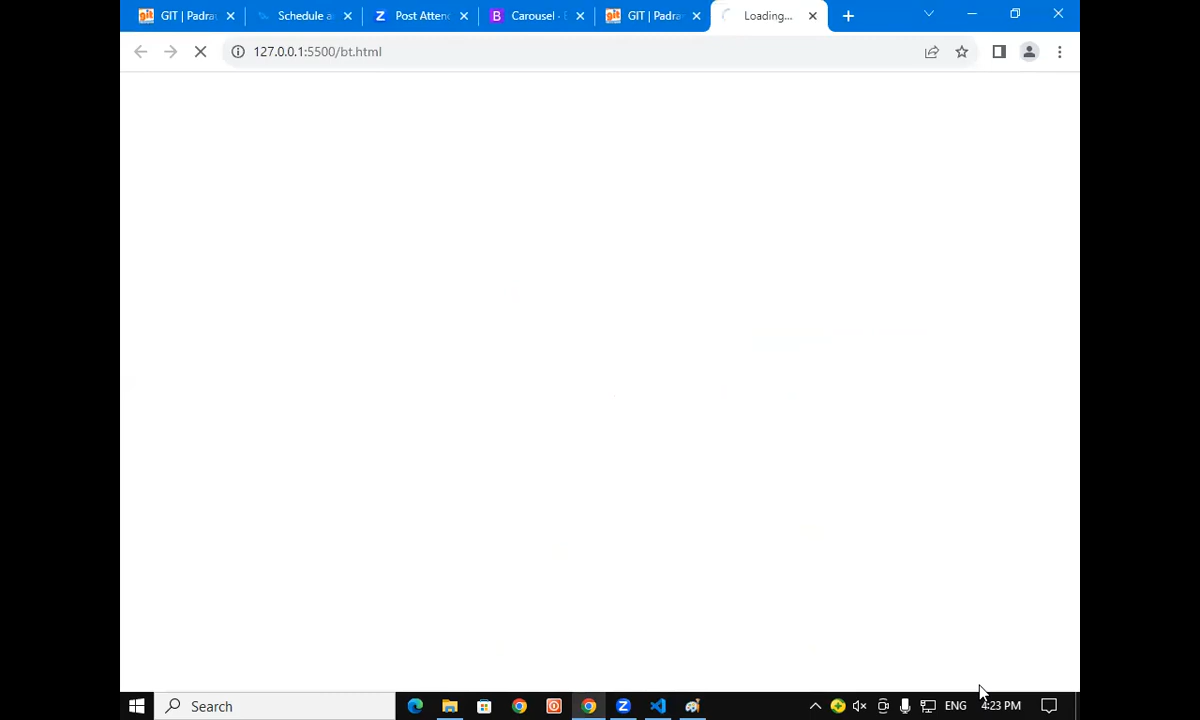 GIT | Padra
Schedule a
Post Atten
Carousel ·
GIT | Padra
Loading...
127.0.0.1:5500/bt.html
Search
ENG
4:23 PM